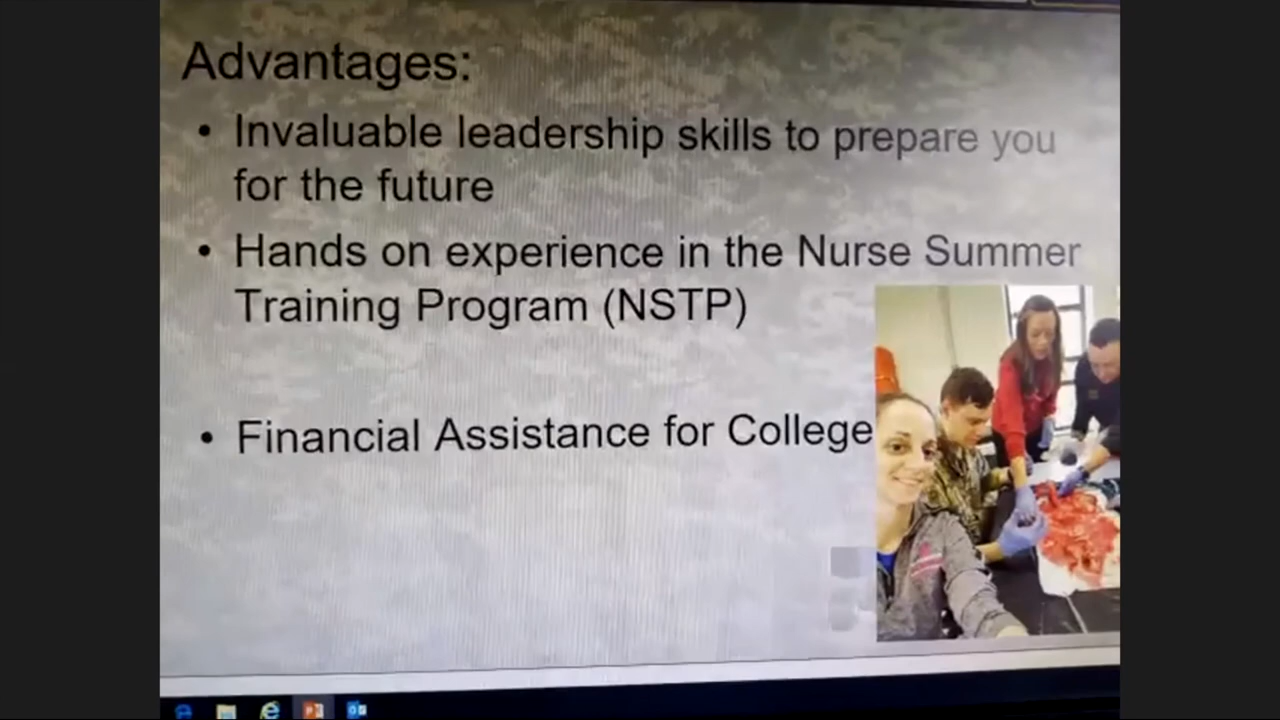 Advantages:
• Invaluable leadership skills to prepare you
for the future
• Hands on experience in the Nurse Summer
Training Program (NSTP)
• Financial Assistance for College